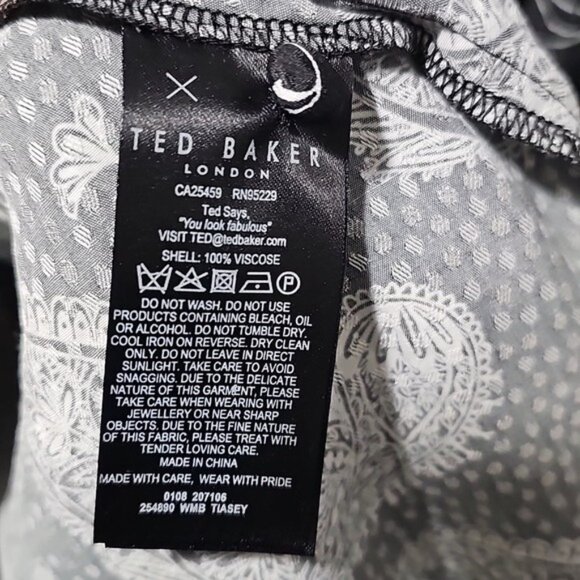 TED BAKER
LONDON
CA25459 RN95229
Ted Says,
"You look fabulous"
VISIT TED@tedbaker.com
SHELL: 100% VISCOSE
P
DO NOT WASH. DO NOT USE
PRODUCTS CONTAINING BLEACH, OIL
OR ALCOHOL. DO NOT TUMBLE DRY.
COOL IRON ON REVERSE. DRY CLEAN
ONLY. DO NOT LEAVE IN DIRECT
SUNLIGHT. TAKE CARE TO AVOID
SNAGGING. DUE TO THE DELICATE
NATURE OF THIS GARMENT, PLEASE
TAKE CARE WHEN WEARING WITH
JEWELLERY OR NEAR SHARP
OBJECTS. DUE TO THE FINE NATURE
OF THIS FABRIC, PLEASE TREAT WITH
TENDER LOVING CARE.
MADE IN CHINA
MADE WITH CARE, WEAR WITH PRIDE
0108 207106
254890 WMB TIASEY